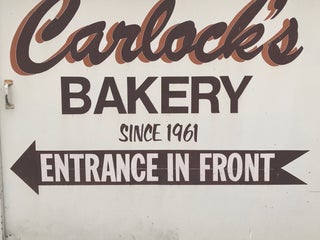 Carlock's
BAKERY
SINCE 1961
ENTRANCE IN FRONT